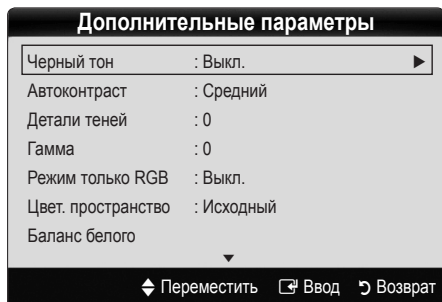 Дополнительные параметры
Черный тон : Выкл. ▶
Автоконтраст : Средний
Детали теней : 0
Гамма : 0
Режим только RGB : Выкл.
Цвет. пространство : Исходный
Баланс белого
▼
Переместить Ввод Возврат